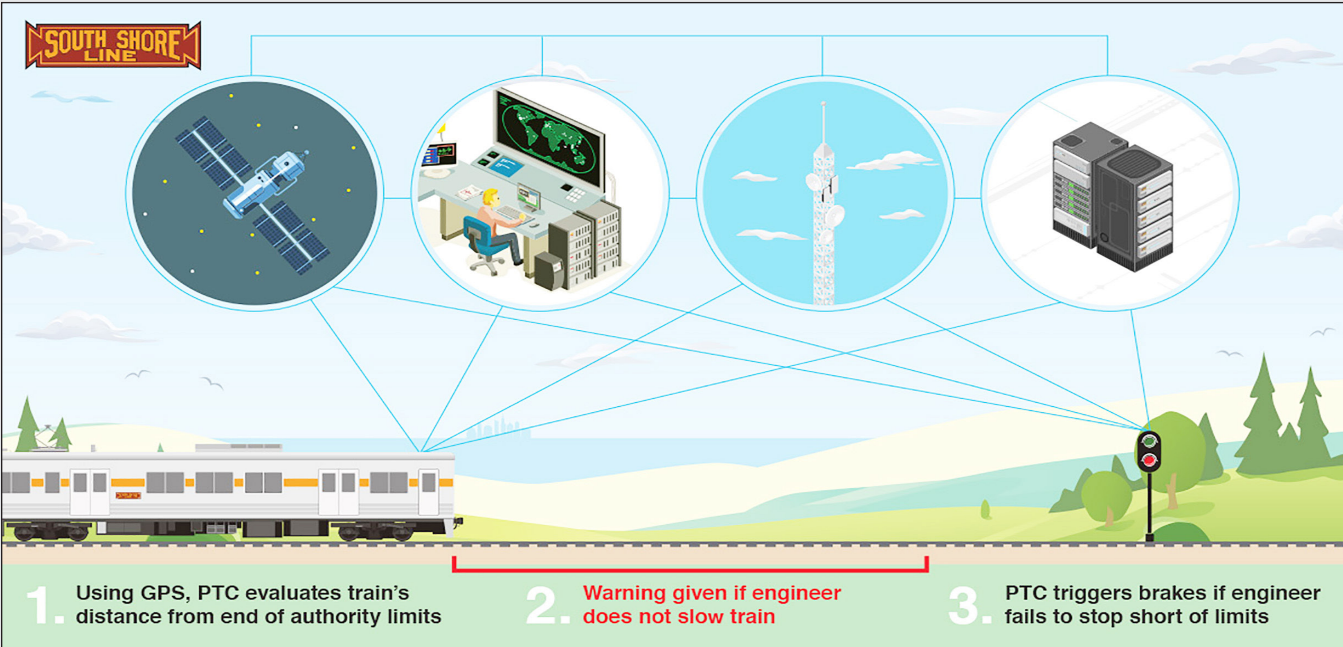 SOUTH SHORE
LINE
1. Using GPS, PTC evaluates train's
distance from end of authority limits
2. Warning given if engineer
does not slow train
3. PTC triggers brakes if engineer
fails to stop short of limits